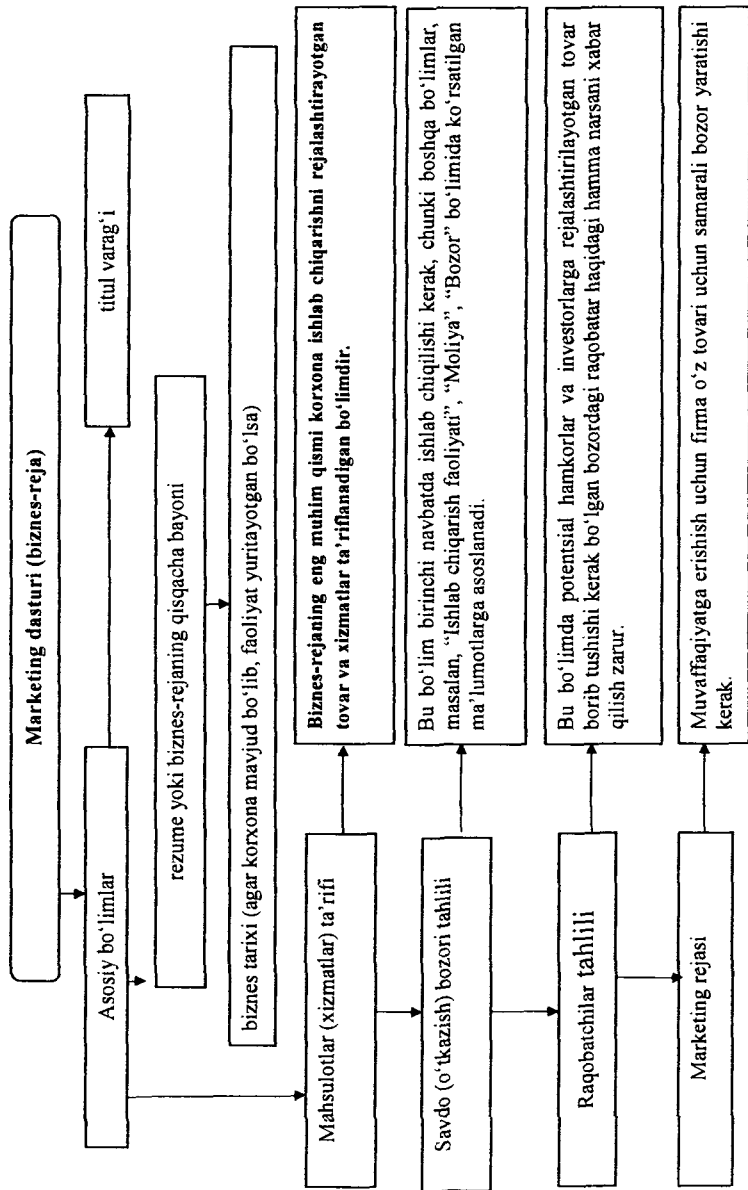 Marketing dasturi (biznes-reja)
Asosiy bo‘limlar
titul varag‘i
rezume yoki biznes-rejaning qisqacha bayoni
biznes tarixi (agar korxona mavjud bo‘lib, faoliyat yuritayotgan bo‘lsa)
Mahsulotlar (xizmatlar) ta’rifi
Biznes-rejaning eng muhim qismi korxona ishlab chiqarishni rejalashtirayotgan
tovar va xizmatlar ta’riflanadigan bo‘limdir.
Savdo (o‘tkazish) bozori tahlili
Bu bo‘lim birinchi navbatda ishlab chiqilishi kerak, chunki boshqa bo‘limlar,
masalan, “Ishlab chiqarish faoliyati”, “Moliya”, “Bozor” bo‘limida ko‘rsatilgan
ma’lumotlarga asoslanadi.
Raqobatchilar tahlili
Bu bo‘limda potentsial hamkorlar va investorlarga rejalashtirilayotgan tovar
borib tushishi kerak bo‘lgan bozordagi raqobatar haqidagi hamma narsani xabar
qilish zarur.
Marketing rejasi
Muvaffaqiyatga erishish uchun firma o‘z tovari uchun samarali bozor yaratishi
kerak.